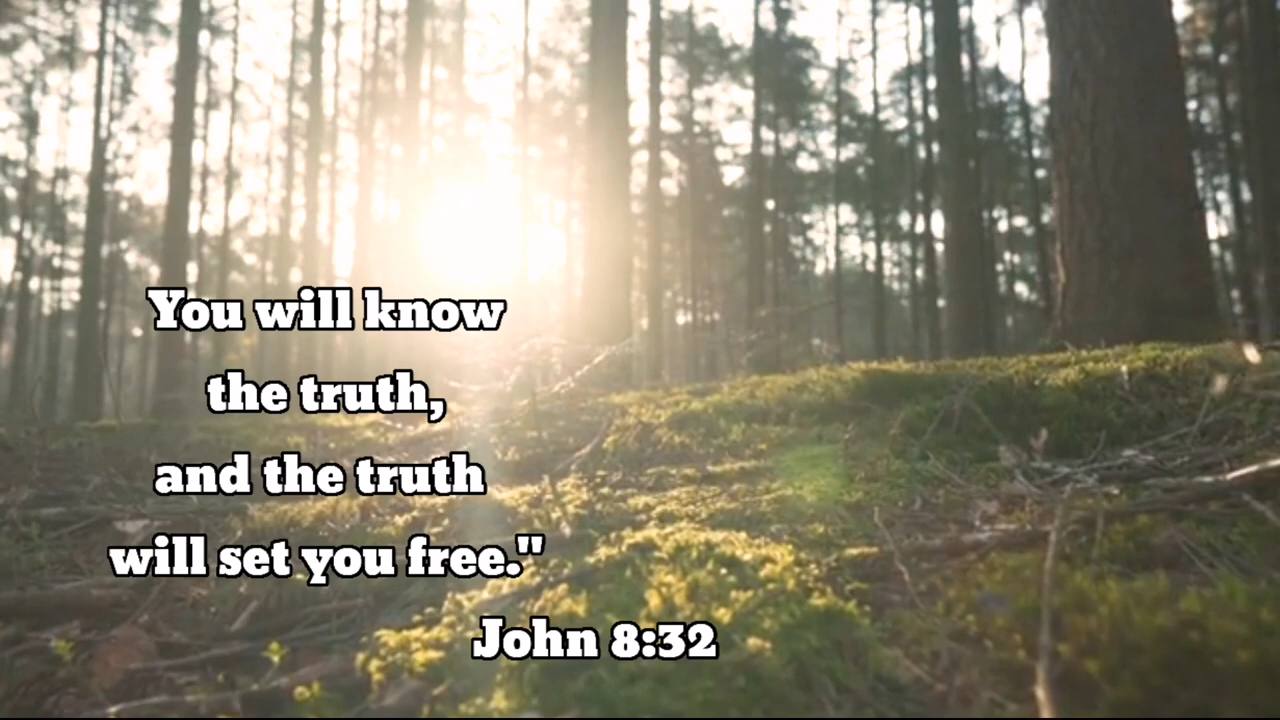 You will know
the truth,
and the truth
will set you free."
John 8:32